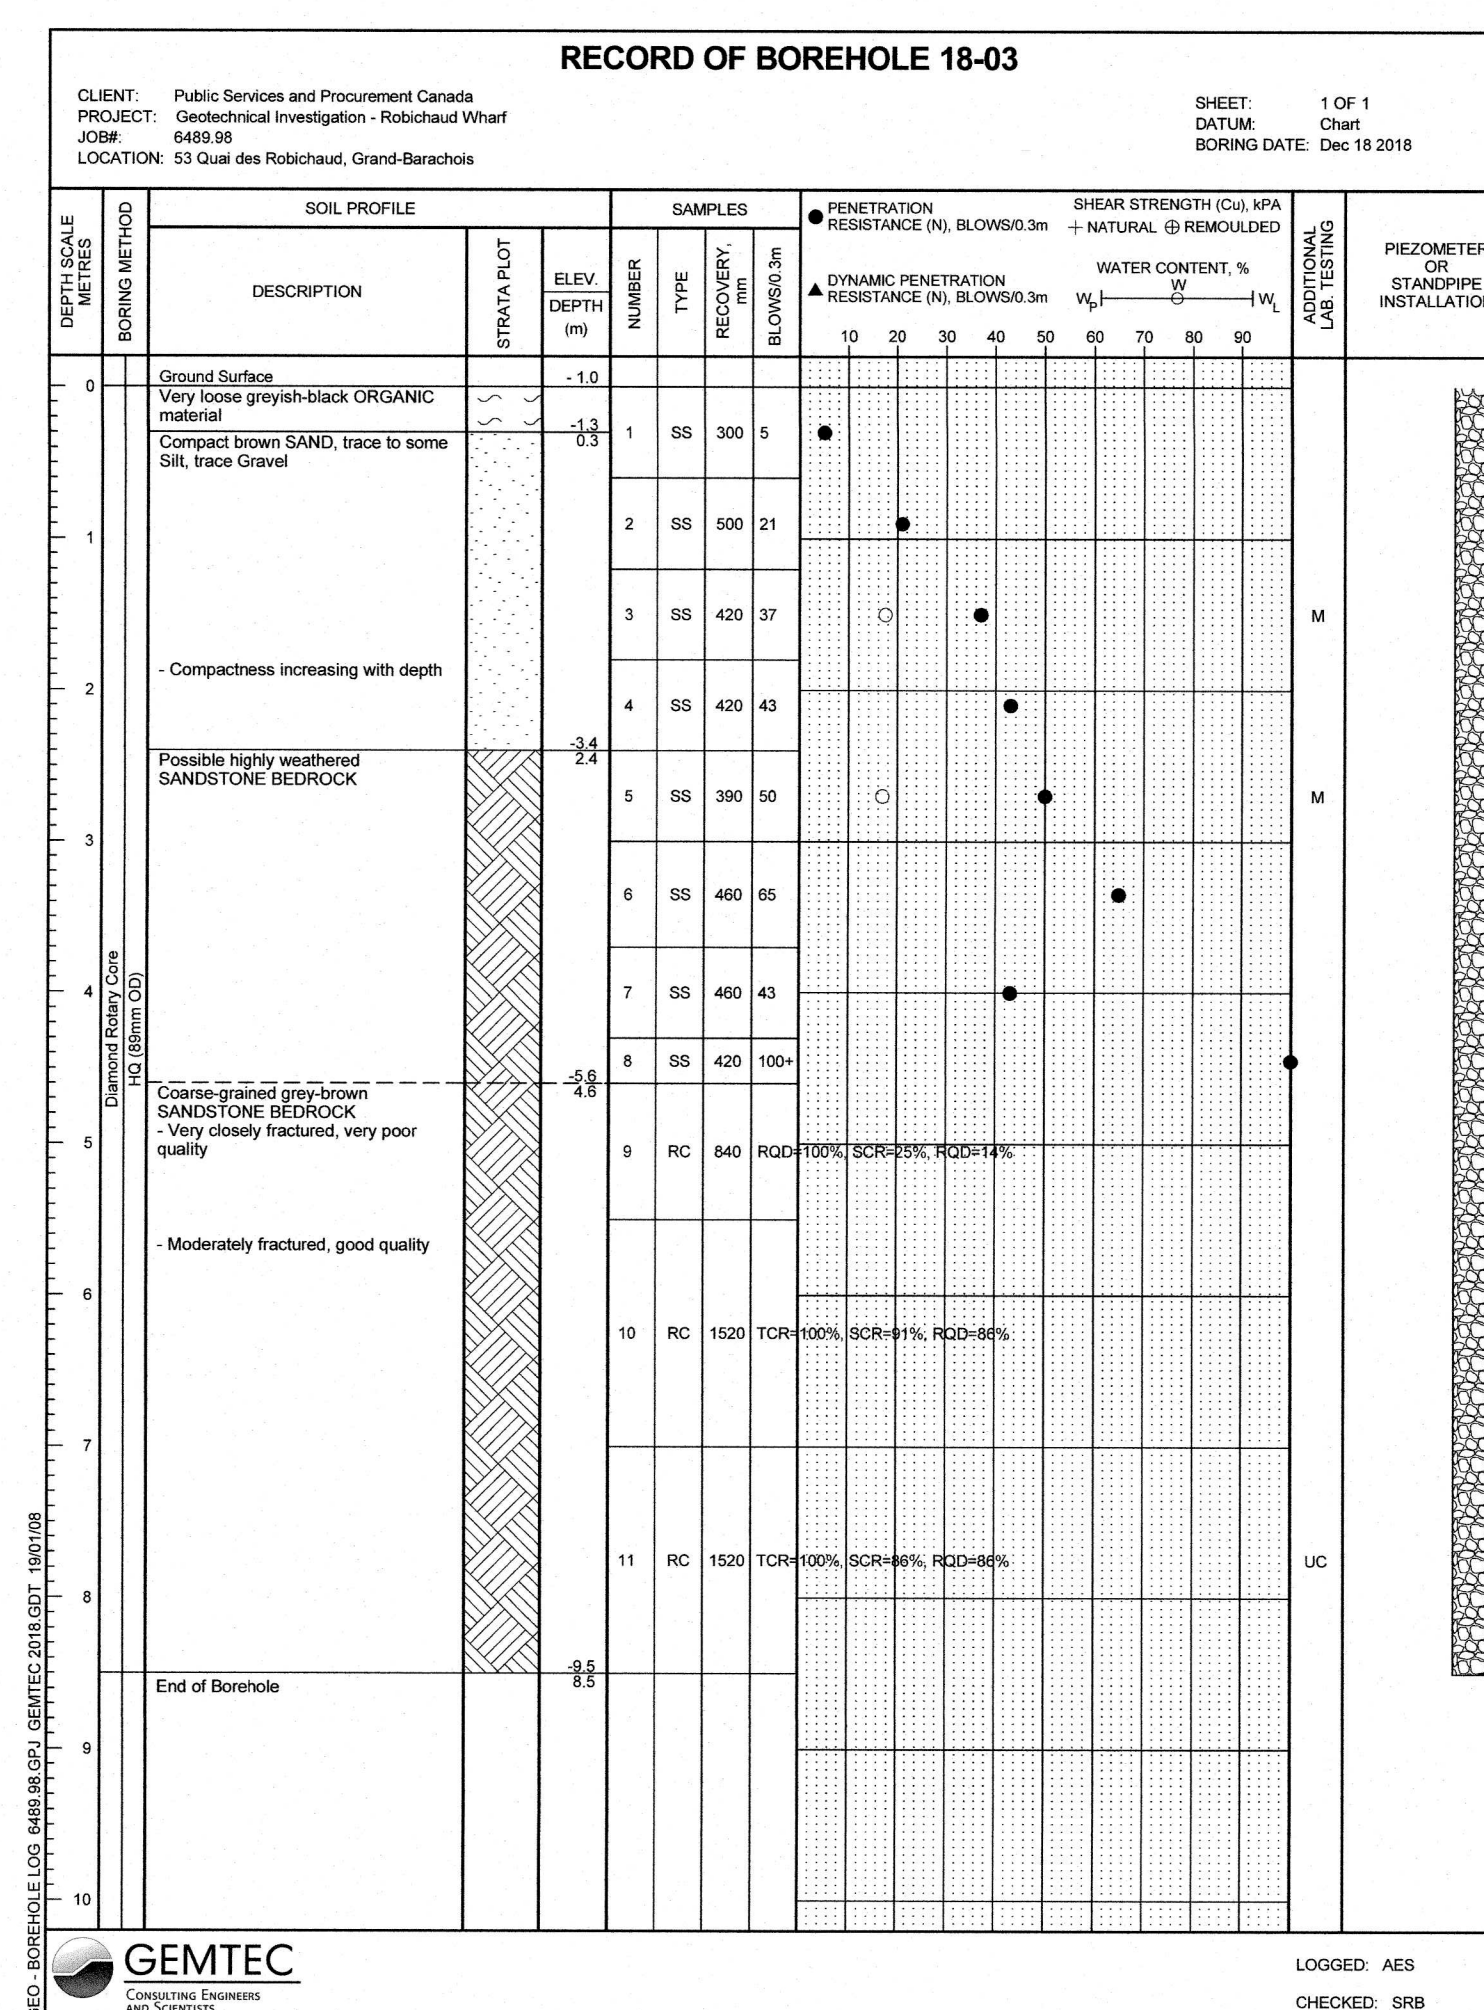 RECORD OF BOREHOLE 18-03
CLIENT: Public Services and Procurement Canada
PROJECT: Geotechnical Investigation - Robichaud Wharf
JOB#: 6489.98
LOCATION: 53 Quai des Robichaud, Grand-Barachois
SHEET: 1 OF 1
DATUM: Chart
BORING DATE: Dec 18 2018
DEPTH SCALE
METRES
BORING METHOD
SOIL PROFILE
DESCRIPTION
STRATA PLOT
ELEV.
DEPTH
(m)
SAMPLES
NUMBER
TYPE
RECOVERY,
mm
BLOWS/0.3m
● PENETRATION
RESISTANCE (N), BLOWS/0.3m
SHEAR STRENGTH (Cu), kPA
+ NATURAL ⊕ REMOULDED
▲ DYNAMIC PENETRATION
RESISTANCE (N), BLOWS/0.3m
WATER CONTENT, %
W
Wp WL
10 20 30 40 50 60 70 80 90
ADDITIONAL
LAB. TESTING
PIEZOMETER
OR
STANDPIPE
0
Ground Surface
- 1.0
Very loose greyish-black ORGANIC
material
-1.3
0.3
1 SS 300 5
Compact brown SAND, trace to some
Silt, trace Gravel
2 SS 500 21
1
3 SS 420 37 M
- Compactness increasing with depth
2
4 SS 420 43
-3.4
2.4
Possible highly weathered
SANDSTONE BEDROCK
5 SS 390 50 M
3
6 SS 460 65
Diamond Rotary Core
HQ (89mm OD)
4
7 SS 460 43
8 SS 420 100+
-5.6
4.6
Coarse-grained grey-brown
SANDSTONE BEDROCK
- Very closely fractured, very poor
quality
5
9 RC 840 RQD=100%, SCR=25%, RQD=14%
- Moderately fractured, good quality
6
10 RC 1520 TCR=100%, SCR=91%, RQD=86%
7
11 RC 1520 TCR=100%, SCR=86%, RQD=86% UC
8
-9.5
8.5
End of Borehole
9
10
- BOREHOLE LOG 6489.98.GPJ GEMTEC 2018.GDT 19/01/08
GEMTEC
CONSULTING ENGINEERS
AND SCIENTISTS
LOGGED: AES
CHECKED: SRB